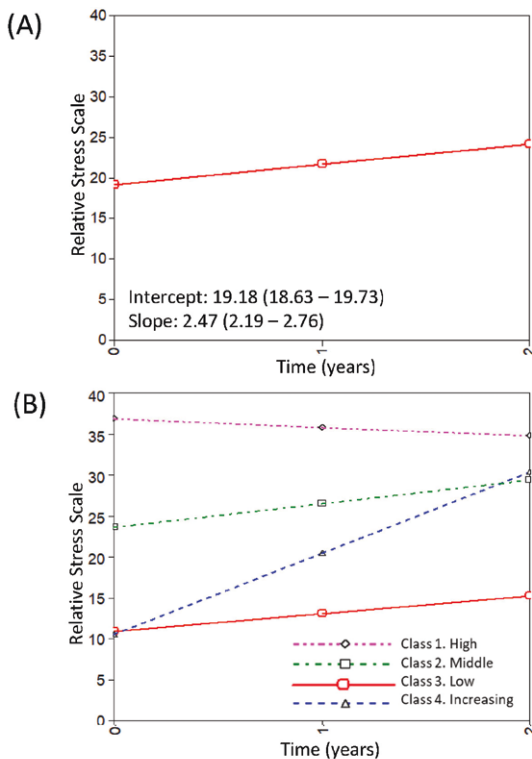 (A)
40
35
30
25
20
15
10
5
0
Relative Stress Scale
Intercept: 19.18 (18.63 – 19.73)
Slope: 2.47 (2.19 – 2.76)
0
1
2
Time (years)
(B)
40
35
30
25
20
15
10
5
0
Relative Stress Scale
Class 1. High
Class 2. Middle
Class 3. Low
Class 4. Increasing
0
1
2
Time (years)